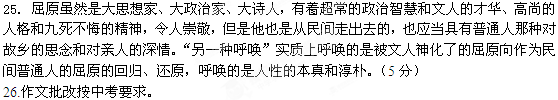 25. 屈原虽然是大思想家、大政治家、大诗人，有着超常的政治智慧和文人的才华、高尚的
人格和九死不悔的精神，令人崇敬，但是他也是从民间走出去的，也应当具有普通人那种对
故乡的思念和对亲人的深情。“另一种呼唤”实质上呼唤的是被文人神化了的屈原向作为民
间普通人的屈原的回归、还原，呼唤的是人性的本真和淳朴。（5 分）
26.作文批改按中考要求。